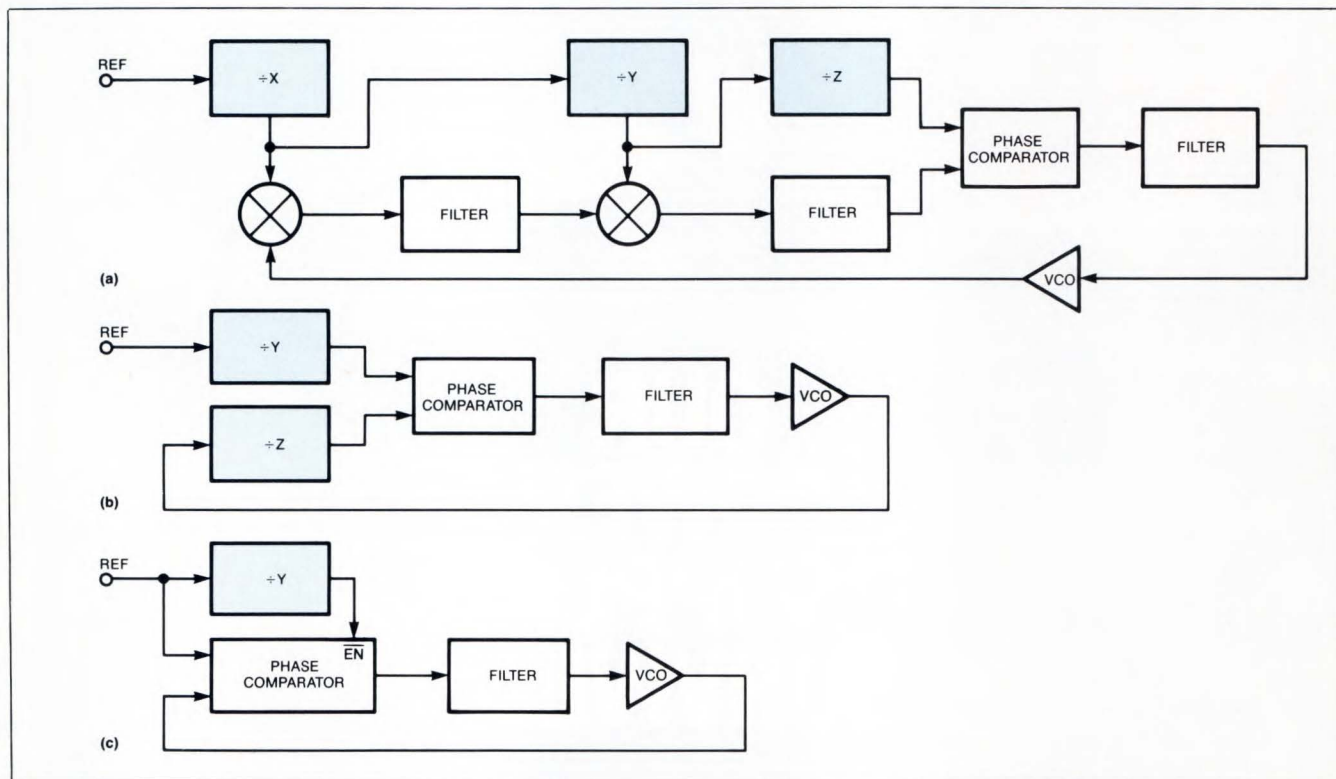 REF
÷X
÷Y
÷Z
PHASE
COMPARATOR
FILTER
FILTER
FILTER
VCO
(a)
REF
÷Y
PHASE
COMPARATOR
FILTER
VCO
÷Z
(b)
REF
÷Y
EN
PHASE
COMPARATOR
FILTER
VCO
(c)